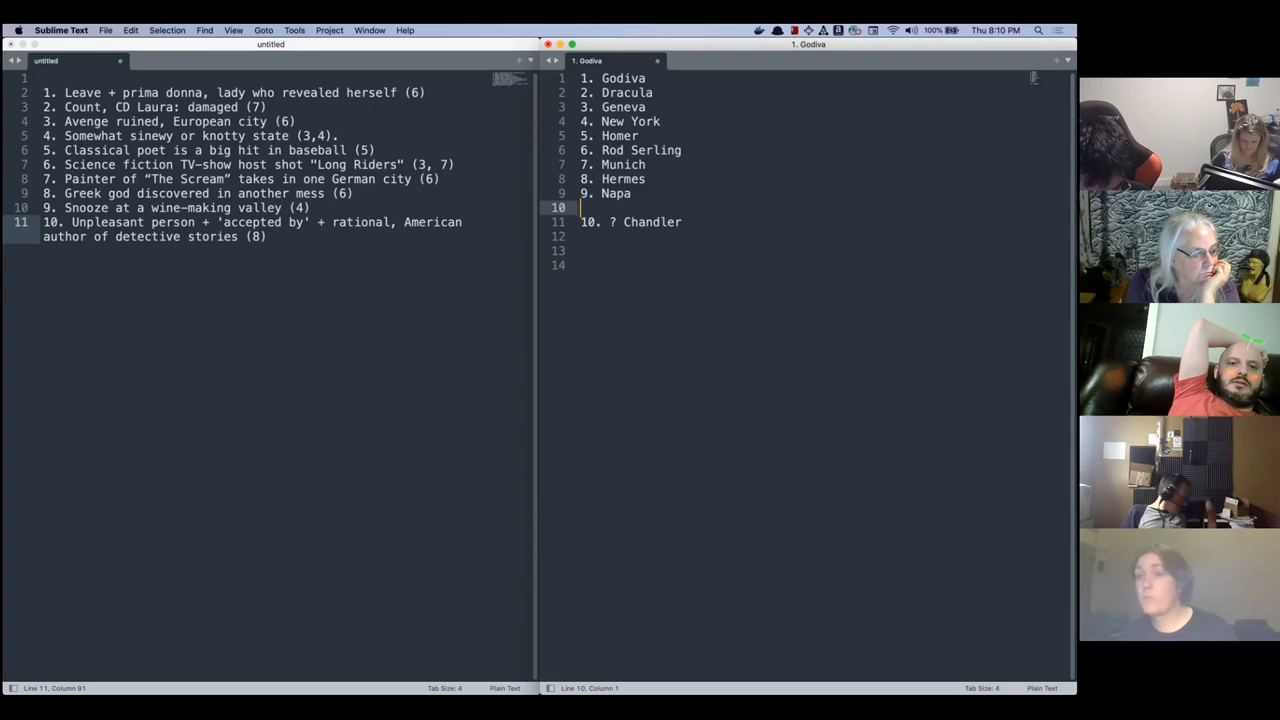 Sublime Text File Edit Selection Find View Goto Tools Project Window Help 100% Thu 8:10 PM
untitled
untitled
1
2 1. Leave + prima donna, lady who revealed herself (6)
3 2. Count, CD Laura: damaged (7)
4 3. Avenge ruined, European city (6)
5 4. Somewhat sinewy or knotty state (3,4).
6 5. Classical poet is a big hit in baseball (5)
7 6. Science fiction TV-show host shot "Long Riders" (3, 7)
8 7. Painter of “The Scream” takes in one German city (6)
9 8. Greek god discovered in another mess (6)
10 9. Snooze at a wine-making valley (4)
11 10. Unpleasant person + 'accepted by' + rational, American
author of detective stories (8)
Line 11, Column 91 Tab Size: 4 Plain Text
1. Godiva
1. Godiva
1 1. Godiva
2 2. Dracula
3 3. Geneva
4 4. New York
5 5. Homer
6 6. Rod Serling
7 7. Munich
8 8. Hermes
9 9. Napa
10
11 10. ? Chandler
12
13
14
Line 10, Column 1 Tab Size: 4 Plain Text